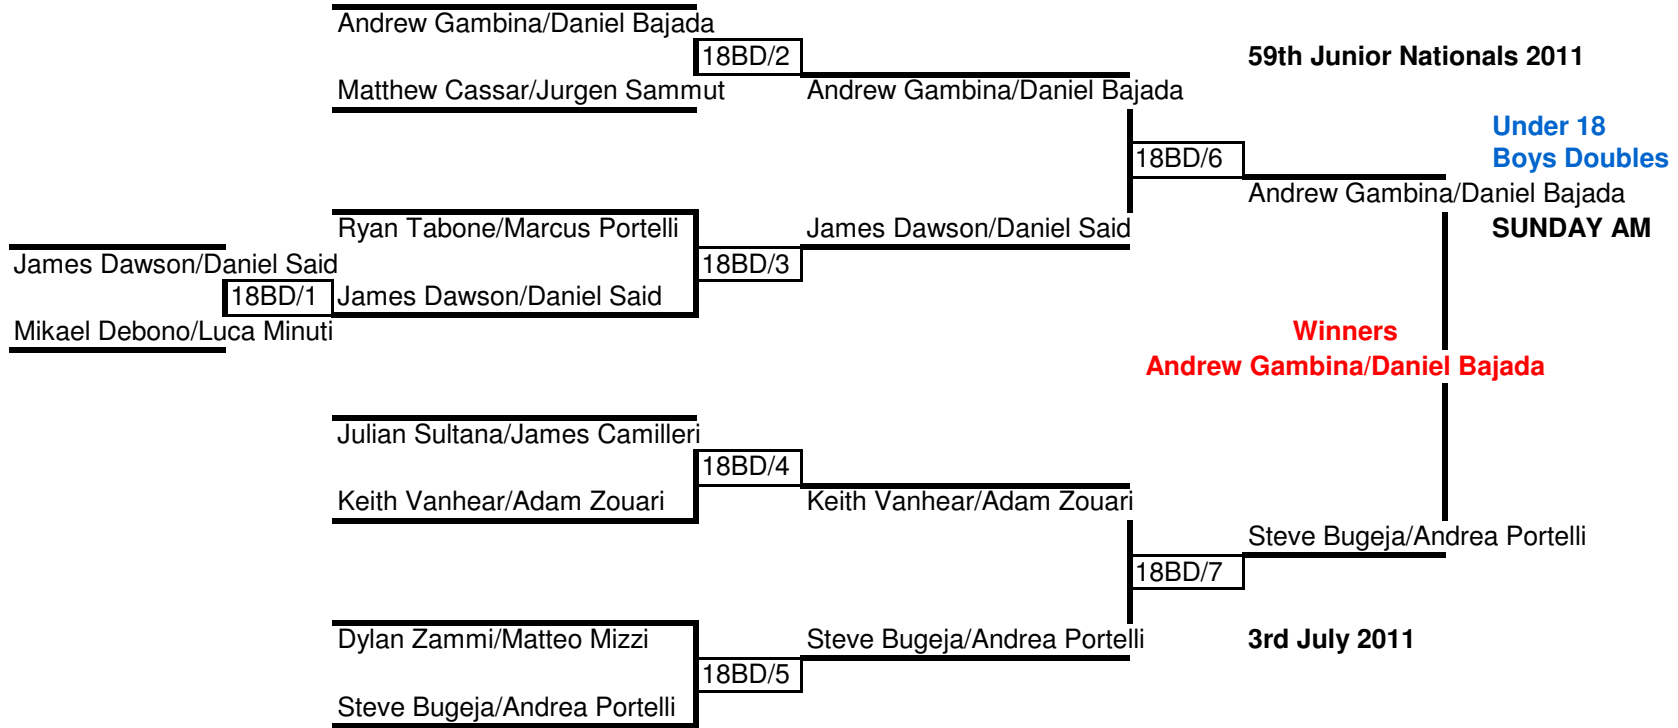 Andrew Gambina/Daniel Bajada
18BD/2
59th Junior Nationals 2011
Matthew Cassar/Jurgen Sammut
Andrew Gambina/Daniel Bajada
Under 18
Boys Doubles
18BD/6
Andrew Gambina/Daniel Bajada
Ryan Tabone/Marcus Portelli
James Dawson/Daniel Said
SUNDAY AM
James Dawson/Daniel Said
18BD/3
18BD/1
James Dawson/Daniel Said
Mikael Debono/Luca Minuti
Winners
Andrew Gambina/Daniel Bajada
Julian Sultana/James Camilleri
18BD/4
Keith Vanhear/Adam Zouari
Keith Vanhear/Adam Zouari
Steve Bugeja/Andrea Portelli
18BD/7
Dylan Zammi/Matteo Mizzi
Steve Bugeja/Andrea Portelli
3rd July 2011
18BD/5
Steve Bugeja/Andrea Portelli